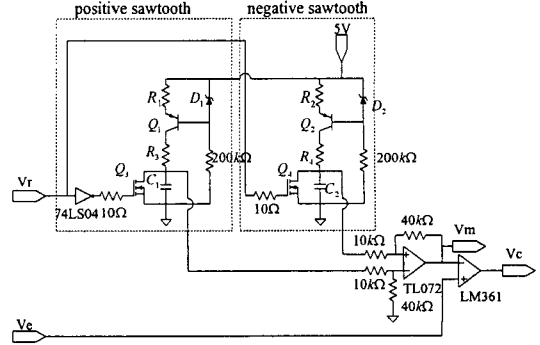 positive sawtooth
negative sawtooth
5V
R1
D1
R2
D2
Q1
Q2
R3
200kΩ
R4
200kΩ
Q3
C1
Q4
C2
Vr
74LS04
10Ω
10Ω
40kΩ
Vm
10kΩ
Vc
10kΩ
TL072
LM361
40kΩ
Ve